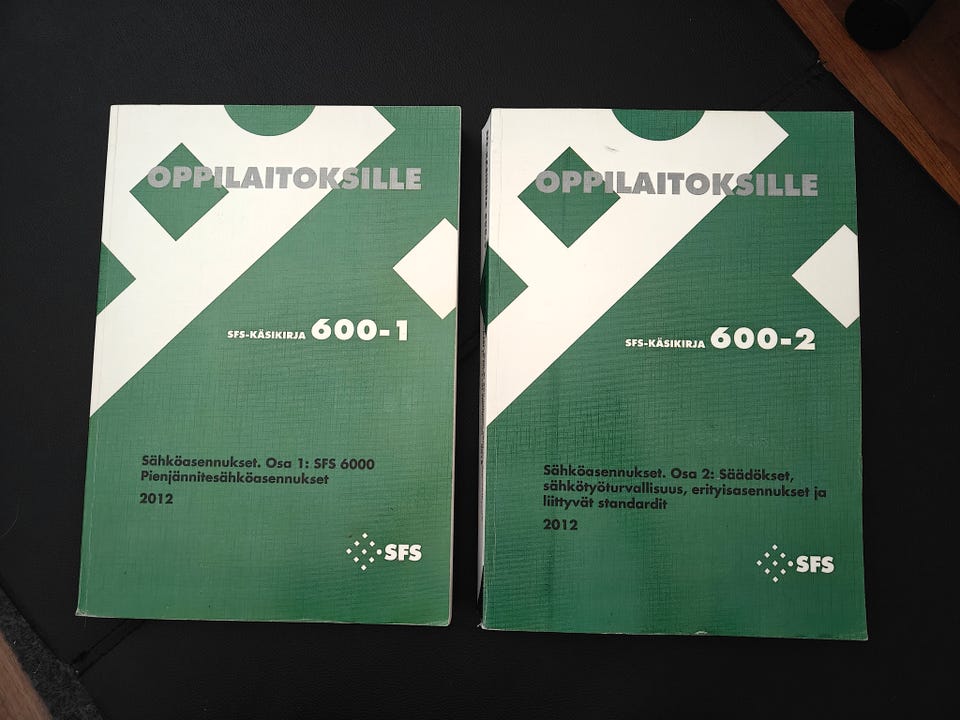 OPPILAITOKSILLE
SFS-KÄSIKIRJA 600-1
Sähköasennukset. Osa 1: SFS 6000
Pienjännitesähköasennukset
2012
SFS
OPPILAITOKSILLE
SFS-KÄSIKIRJA 600-2
Sähköasennukset. Osa 2: Säädökset,
sähkötyöturvallisuus, erityisasennukset ja
liittyvät standardit
2012
SFS